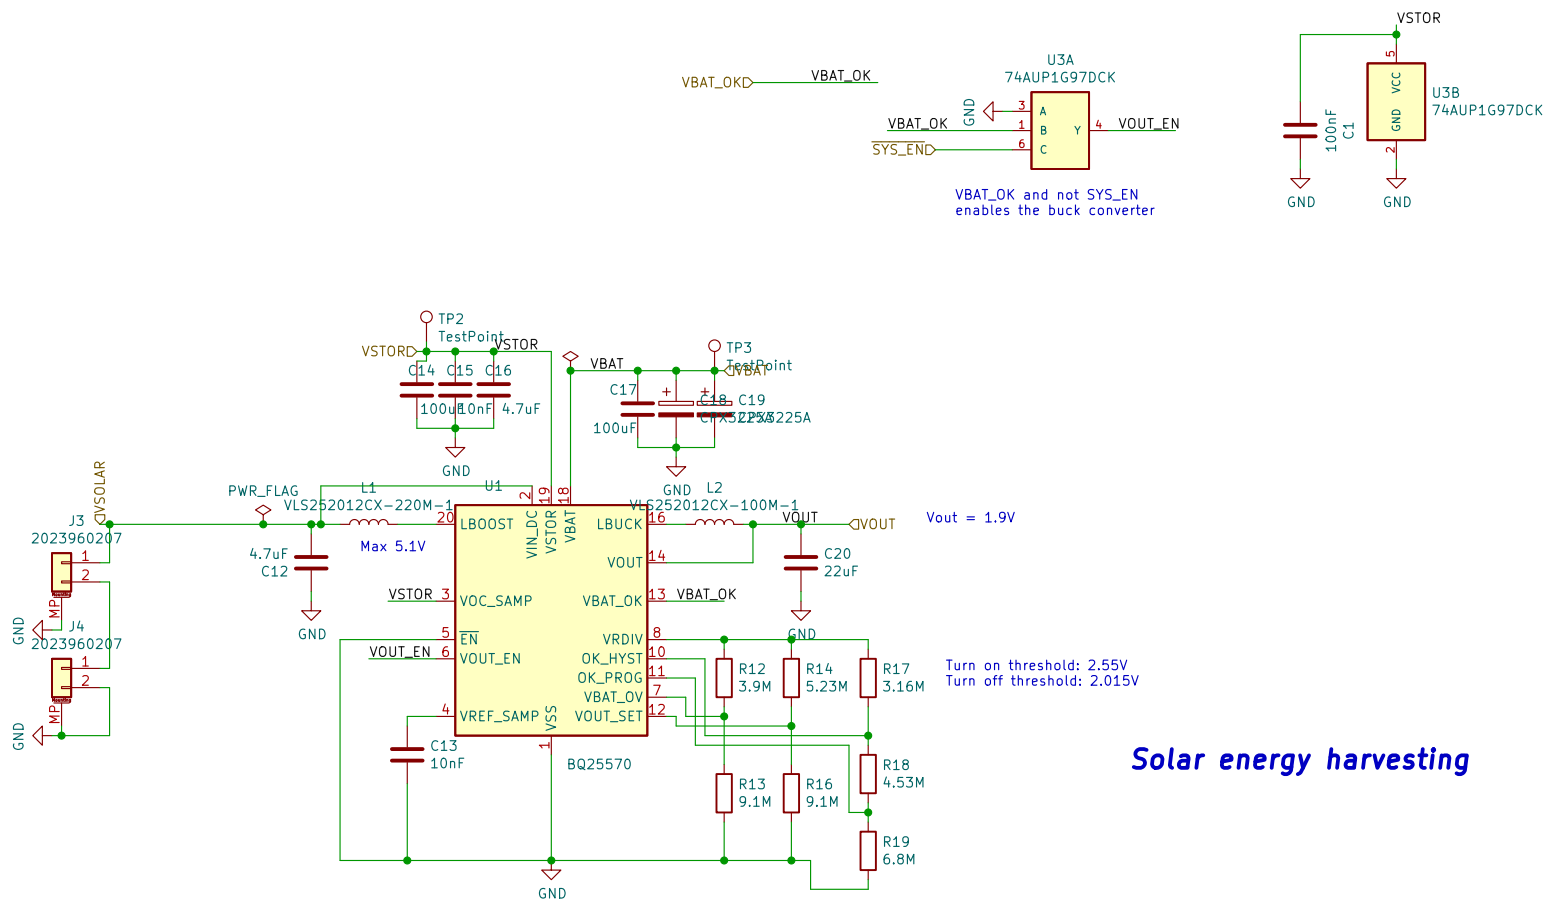 VSTOR
U3A
74AUP1G97DCK
VBAT_OK
VBAT_OK
GND
3
A
1
B
6
C
Y
4
VBAT_OK
SYS_EN
VOUT_EN
VBAT_OK and not SYS_EN
enables the buck converter
5
VCC
GND
2
U3B
74AUP1G97DCK
100nF
C1
GND
GND
TP2
TestPoint
VSTOR
VSTOR
C14
C15
C16
100uF
10nF
4.7uF
GND
TP3
TestPoint
VBAT
VBAT
C17
100uF
C18
CPX3225A
C19
CPX3225A
GND
VSOLAR
PWR_FLAG
L1
VLS252012CX-220M-1
Max 5.1V
U1
L2
VLS252012CX-100M-1
VOUT
VOUT
Vout = 1.9V
J3
2023960207
1
2
MP
GND
J4
2023960207
1
2
MP
GND
4.7uF
C12
GND
2
19
18
VIN_DC
VSTOR
VBAT
20
LBOOST
LBUCK
16
VOUT
14
VSTOR
3
VOC_SAMP
VBAT_OK
13
VBAT_OK
5
EN
VRDIV
8
VOUT_EN
6
VOUT_EN
OK_HYST
10
OK_PROG
11
VBAT_OV
7
4
VREF_SAMP
VOUT_SET
12
VSS
1
BQ25570
C20
22uF
GND
R12
3.9M
R14
5.23M
R17
3.16M
Turn on threshold: 2.55V
Turn off threshold: 2.015V
C13
10nF
R13
9.1M
R16
9.1M
R18
4.53M
R19
6.8M
GND
Solar energy harvesting